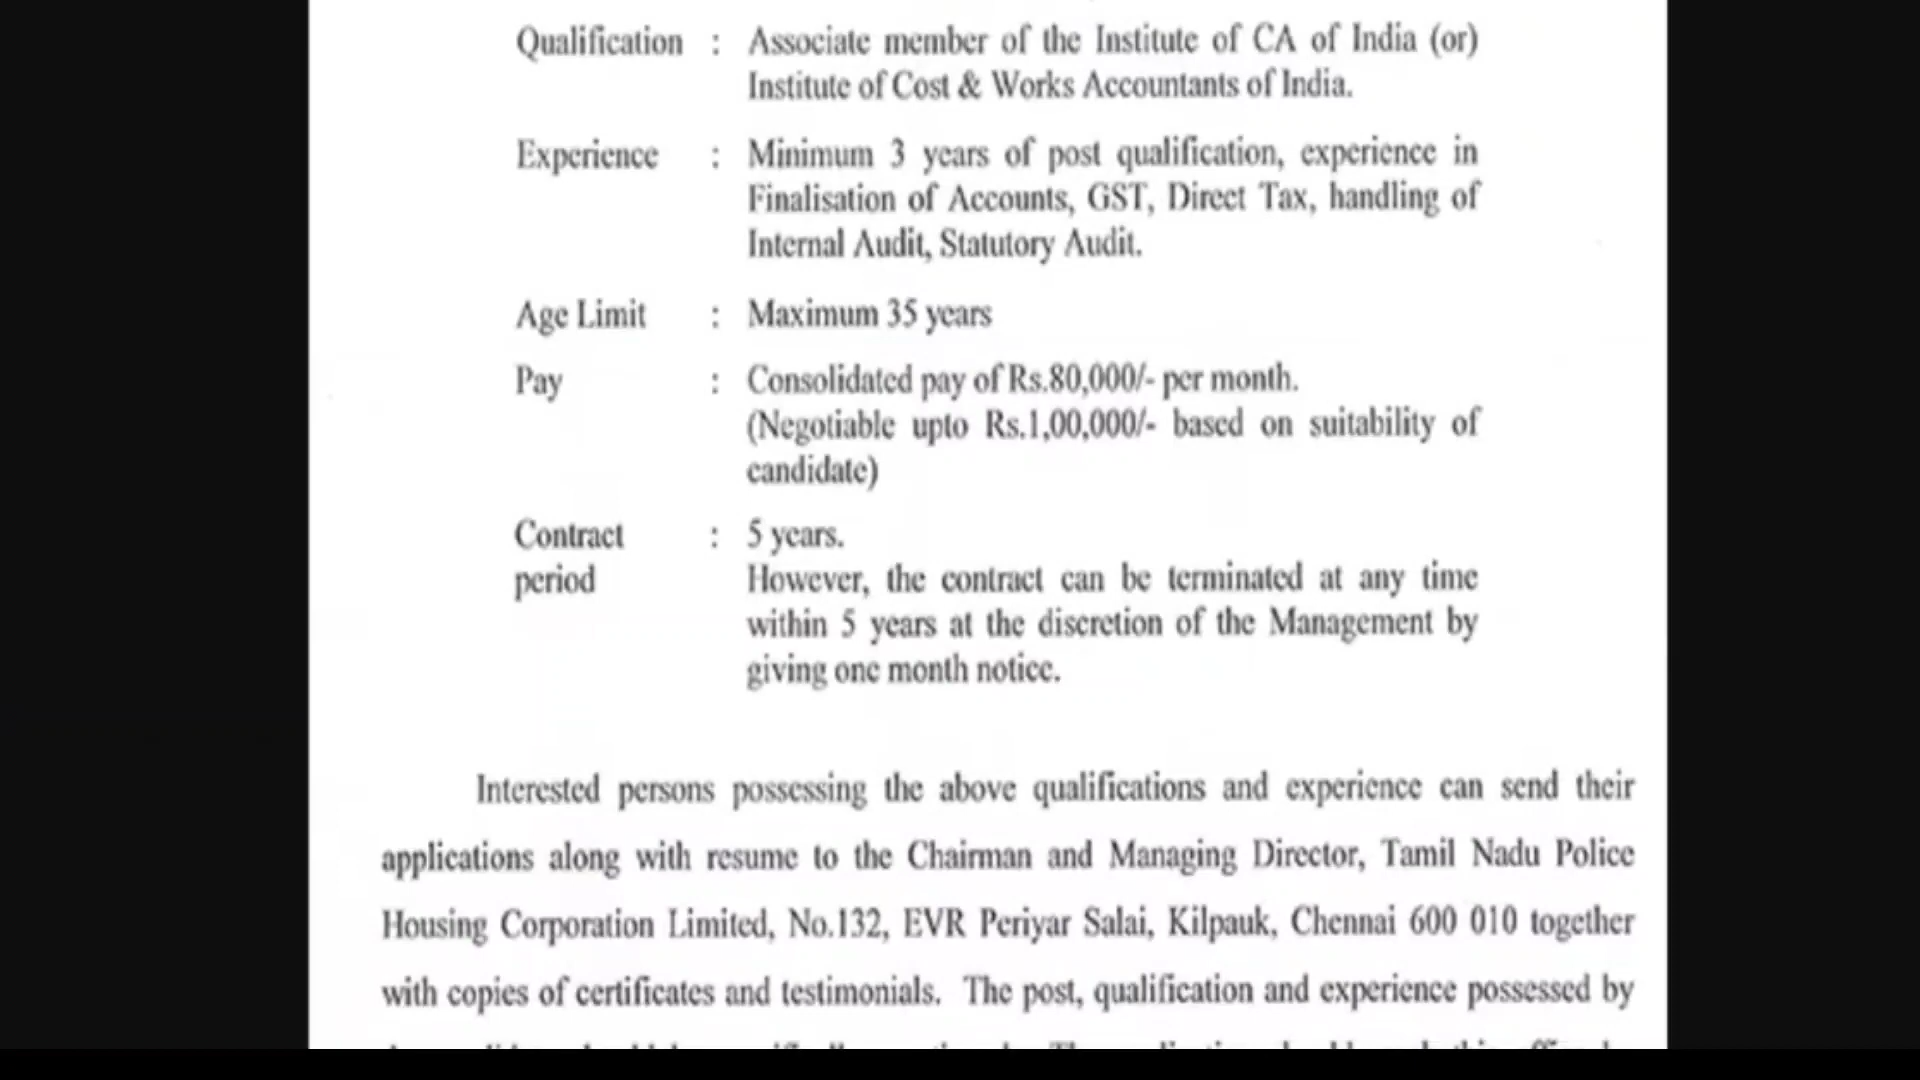 Qualification : Associate member of the Institute of CA of India (or)
Institute of Cost & Works Accountants of India.
Experience : Minimum 3 years of post qualification, experience in
Finalisation of Accounts, GST, Direct Tax, handling of
Internal Audit, Statutory Audit.
Age Limit : Maximum 35 years
Pay : Consolidated pay of Rs.80,000/- per month.
(Negotiable upto Rs.1,00,000/- based on suitability of
candidate)
Contract : 5 years.
period However, the contract can be terminated at any time
within 5 years at the discretion of the Management by
giving one month notice.
Interested persons possessing the above qualifications and experience can send their
applications along with resume to the Chairman and Managing Director, Tamil Nadu Police
Housing Corporation Limited, No.132, EVR Periyar Salai, Kilpauk, Chennai 600 010 together
with copies of certificates and testimonials. The post, qualification and experience possessed by